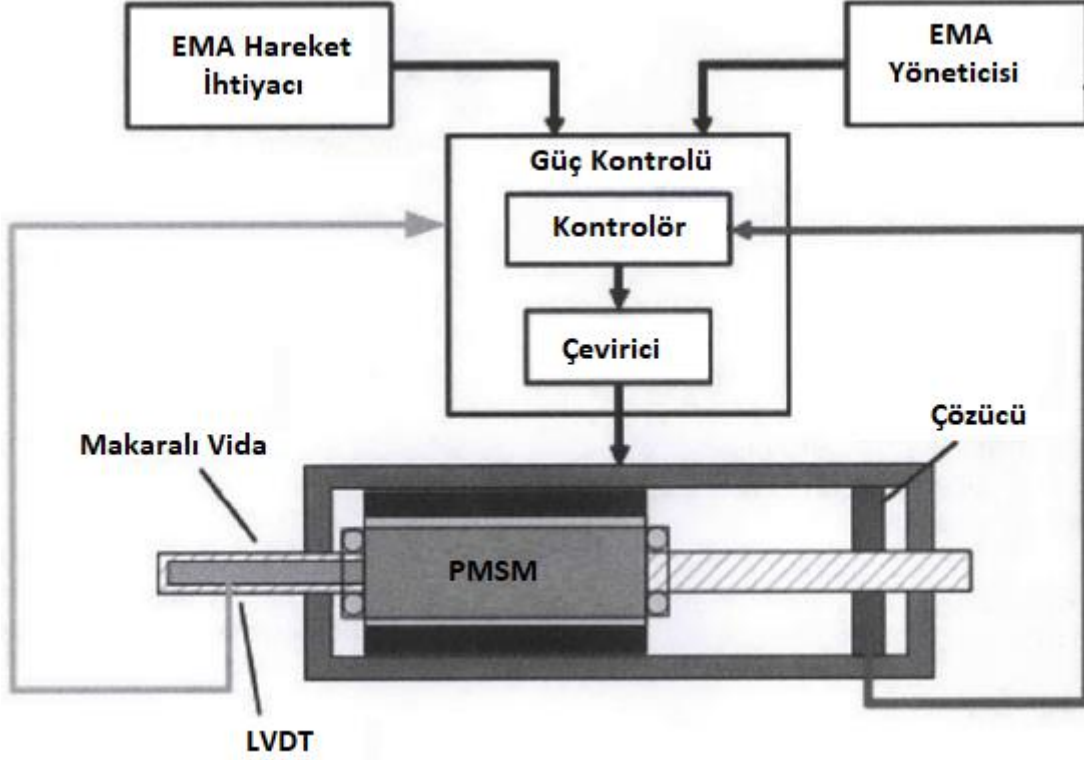 EMA Hareket
İhtiyacı
EMA
Yöneticisi
Güç Kontrolü
Kontrolör
Çevirici
Çözücü
Makaralı Vida
PMSM
LVDT